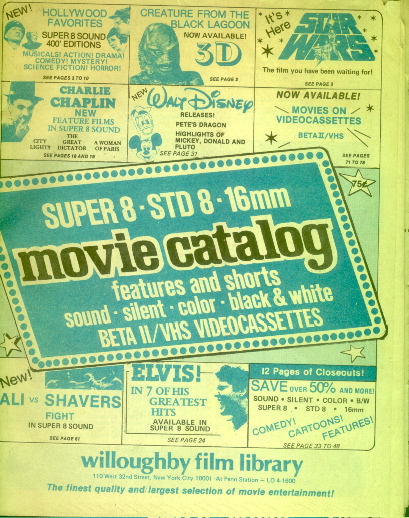 New!
HOLLYWOOD
FAVORITES
SUPER 8 SOUND
400' EDITIONS
MUSICALS! ACTION! DRAMA!
COMEDY! MYSTERY!
SCIENCE FICTION! HORROR!
SEE PAGES 3 TO 10
CREATURE FROM THE
BLACK LAGOON
NOW AVAILABLE!
3D
SEE PAGE 3
It's
Here
STAR
WARS
The film you have been waiting for!
SEE PAGE 3
CHARLIE
CHAPLIN
NEW
FEATURE FILMS
IN SUPER 8 SOUND
CITY
LIGHTS
THE
GREAT
DICTATOR
A WOMAN
OF PARIS
SEE PAGES 18 AND 19
NEW
WALT DISNEY
RELEASES!
PETE'S DRAGON
HIGHLIGHTS OF
MICKEY, DONALD AND
PLUTO
SEE PAGE 31
NOW AVAILABLE!
MOVIES ON
VIDEOCASSETTES
BETA II/VHS
SEE PAGES
11 TO 16
75¢
SUPER 8 · STD 8 · 16mm
movie catalog
features and shorts
sound · silent · color · black & white
BETA II/VHS VIDEOCASSETTES
New!
ALI VS SHAVERS
FIGHT
IN SUPER 8 SOUND
ELVIS!
IN 7 OF HIS
GREATEST
HITS
AVAILABLE IN
SUPER 8 SOUND
SEE PAGE 24
12 Pages of Closeouts!
SAVE OVER 50% AND MORE!
SOUND · SILENT · COLOR · B/W
SUPER 8 · STD 8 · 16mm
COMEDY! CARTOONS! FEATURES!
SEE PAGE 33 TO 48
willoughby film library
110 West 32nd Street, New York City 10001 · At Penn Station – LO 4-1600
The finest quality and largest selection of movie entertainment!